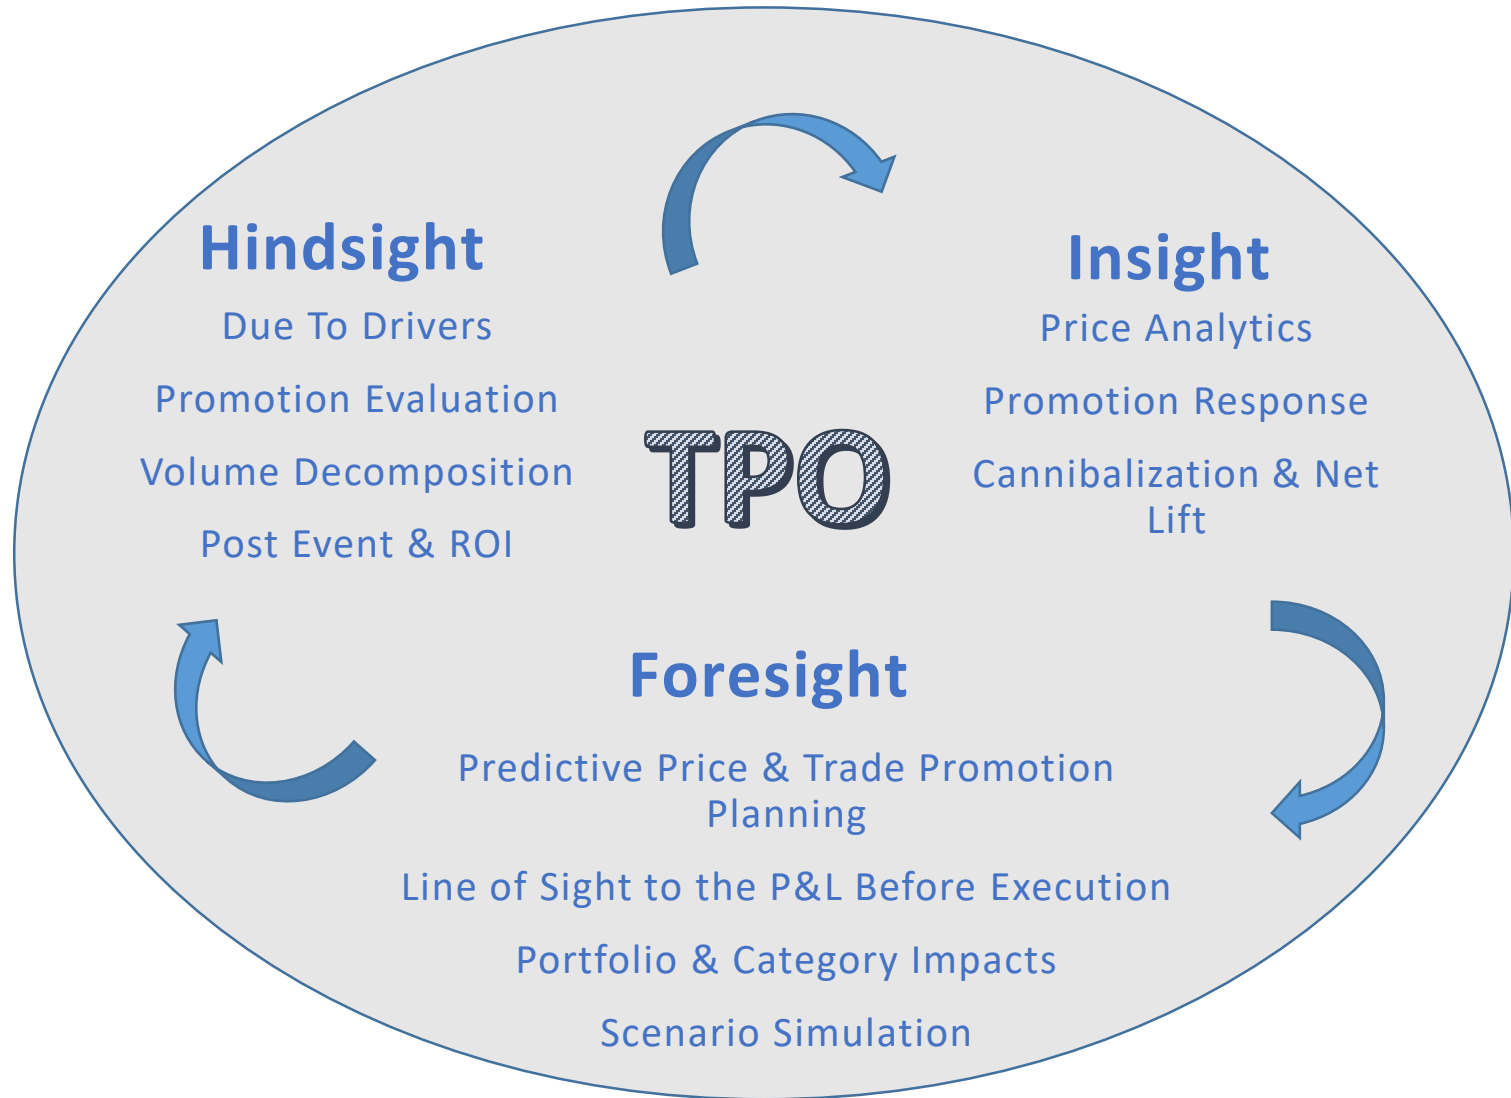 Hindsight
Due To Drivers
Promotion Evaluation
Volume Decomposition
Post Event & ROI
TPO
Insight
Price Analytics
Promotion Response
Cannibalization & Net
Lift
Foresight
Predictive Price & Trade Promotion
Planning
Line of Sight to the P&L Before Execution
Portfolio & Category Impacts
Scenario Simulation